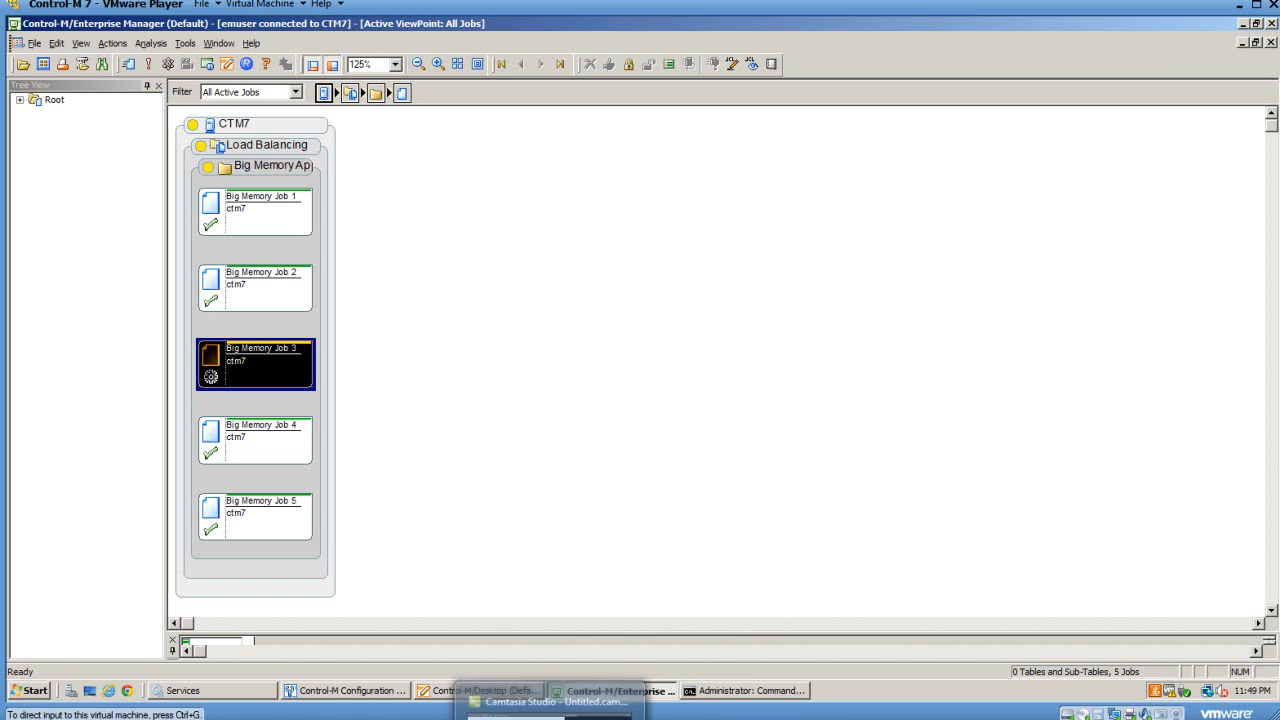 Control-M 7 - VMware Player File Virtual Machine Help
Control-M/Enterprise Manager (Default) - [emuser connected to CTM7] - [Active ViewPoint: All Jobs]
File Edit View Actions Analysis Tools Window Help
125%
Tree View
Filter All Active Jobs
Root
CTM7
Load Balancing
Big Memory Ap
Big Memory Job 1
ctm7
Big Memory Job 2
ctm7
Big Memory Job 3
ctm7
Big Memory Job 4
ctm7
Big Memory Job 5
ctm7
Ready
0 Tables and Sub-Tables, 5 Jobs
NUM
Start
Services
Control-M Configuration ...
Control-M/Desktop (Defa...
Control-M/Enterprise ...
Administrator: Command...
11:49 PM
Camtasia Studio - Untitled.cam...
To direct input to this virtual machine, press Ctrl+G.
vmware